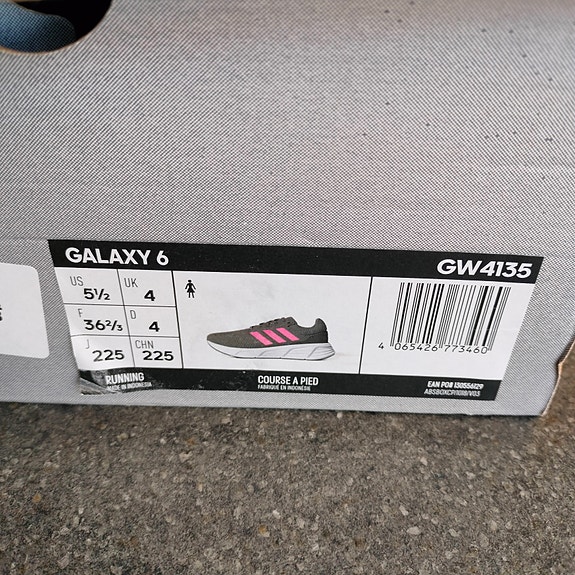 GALAXY 6 GW4135
US 5½ UK 4
F 36⅔ D 4
J 225 CHN 225
4 065426 773460
RUNNING COURSE A PIED EAN PO# 130556129
MADE IN INDONESIA FABRIQUÉ EN INDONÉSIE